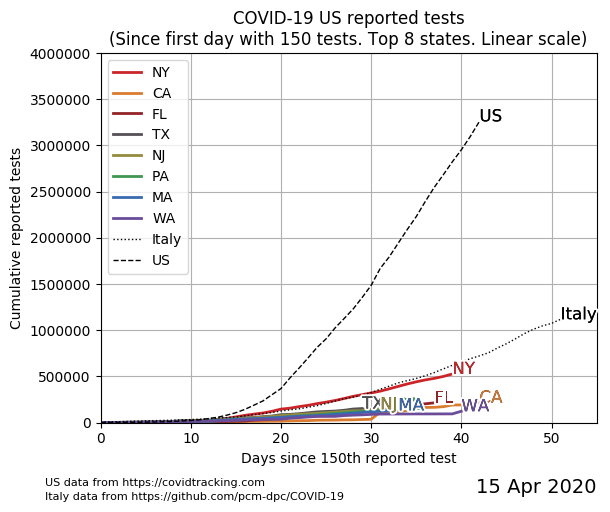 COVID-19 US reported tests
(Since first day with 150 tests. Top 8 states. Linear scale)
4000000
3500000
3000000
2500000
2000000
1500000
1000000
500000
0
Cumulative reported tests
NY
CA
FL
TX
NJ
PA
MA
WA
Italy
US
US
Italy
NY
TX
NJ
MA
FL
CA
WA
0 10 20 30 40 50
Days since 150th reported test
US data from https://covidtracking.com
Italy data from https://github.com/pcm-dpc/COVID-19
15 Apr 2020